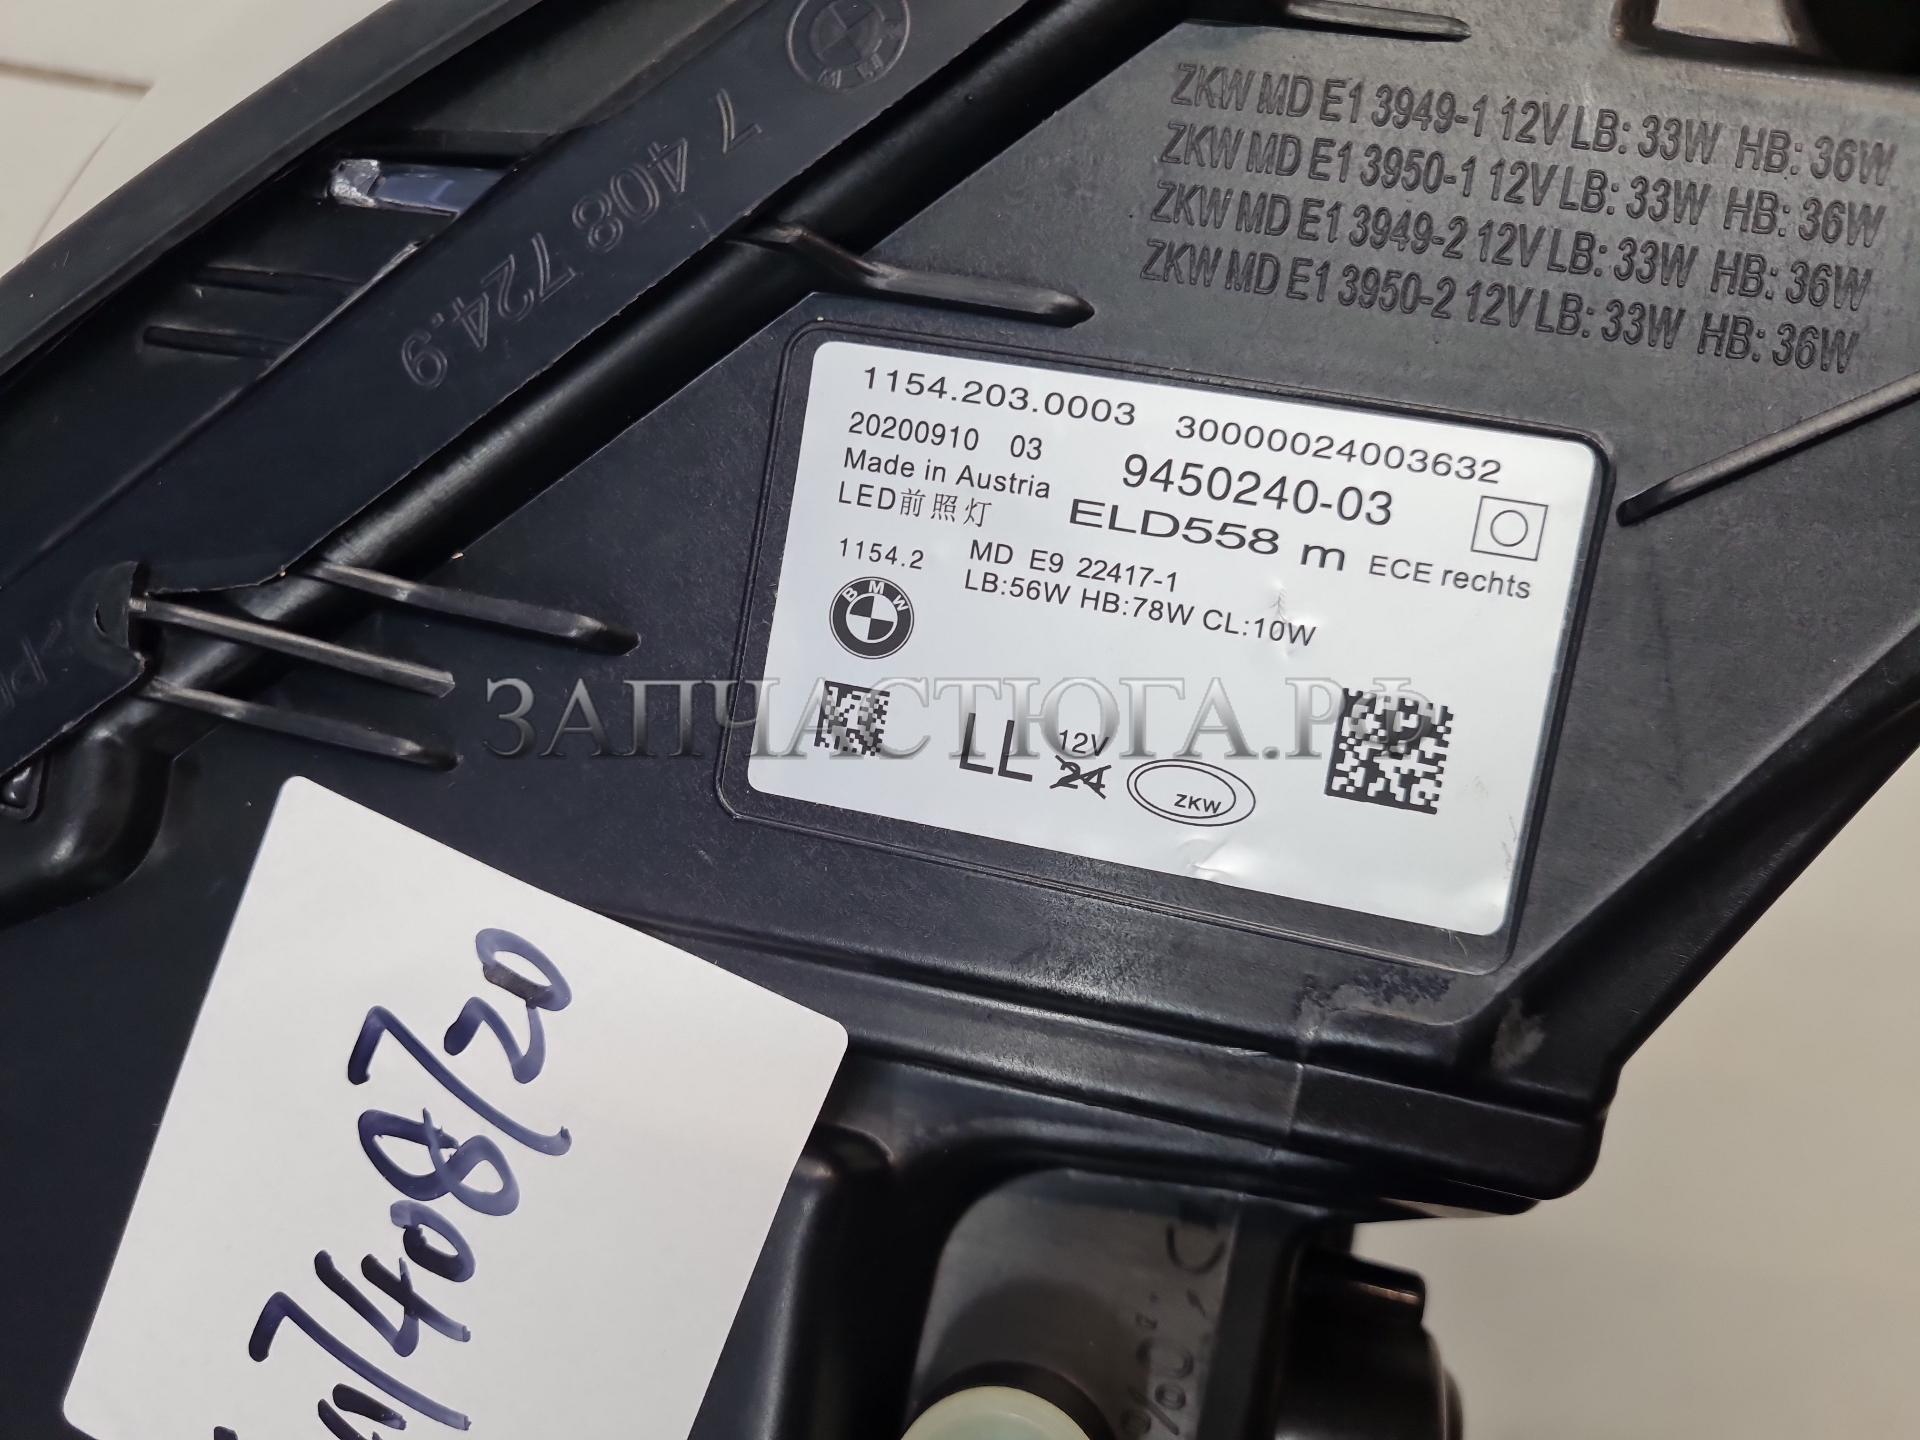 BMW
7 408 724.9
ZKW MD E1 3949-1 12V LB: 33W HB: 36W
ZKW MD E1 3950-1 12V LB: 33W HB: 36W
ZKW MD E1 3949-2 12V LB: 33W HB: 36W
ZKW MD E1 3950-2 12V LB: 33W HB: 36W
1154.203.0003 30000024003632
20200910 03
9450240-03
Made in Austria
LED前照灯
ELD558 m ECE rechts
1154.2
MD E9 22417-1
LB:56W HB:78W CL:10W
BMW
ЗАПЧАСТЮГА.РФ
LL 12V
24
ZKW
7408720